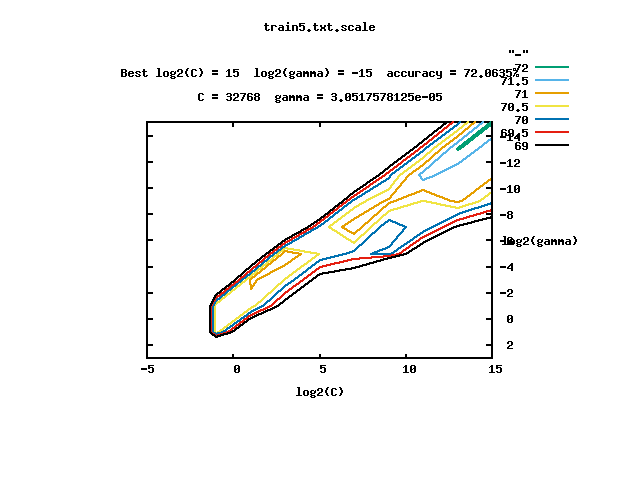 train5.txt.scale
"-"
Best log2(C) = 15 log2(gamma) = -15 accuracy = 72.0635%
72
71.5
C = 32768 gamma = 3.0517578125e-05
71
70.5
70
69.5
-14
69
-12
-10
-8
-6
log2(gamma)
-4
-2
0
2
-5 0 5 10 15
log2(C)